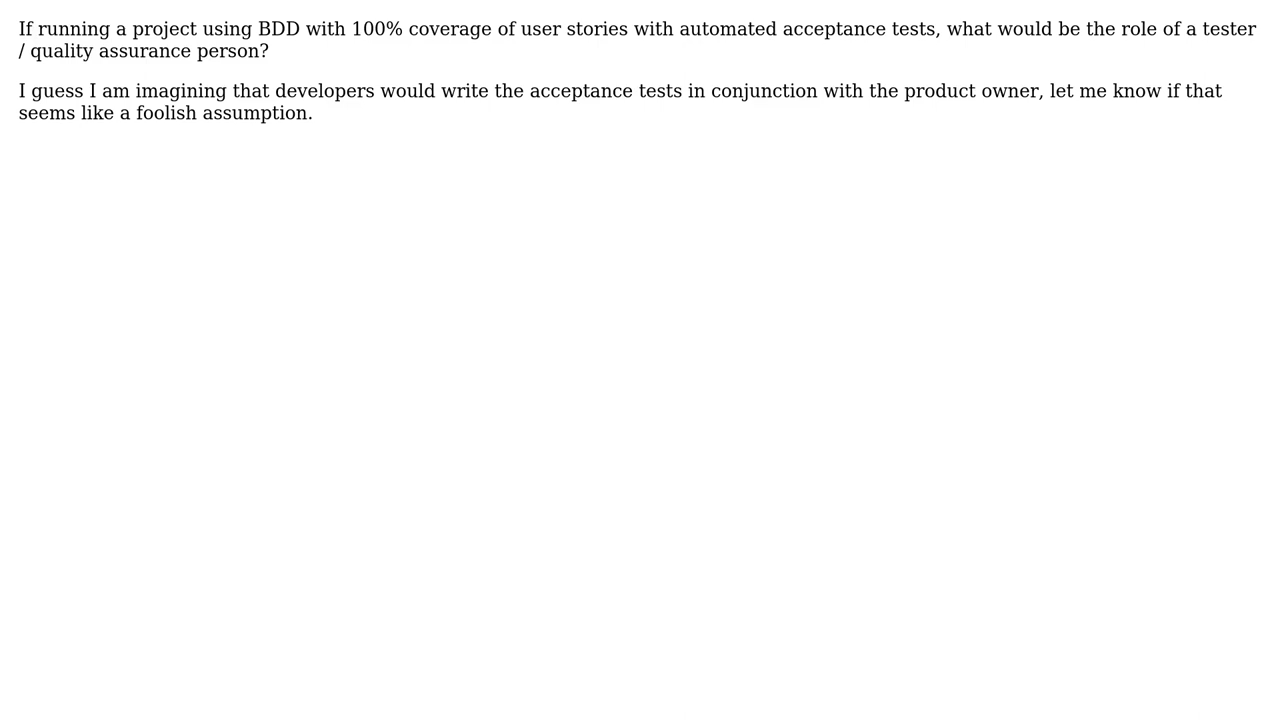 If running a project using BDD with 100% coverage of user stories with automated acceptance tests, what would be the role of a tester
/ quality assurance person?
I guess I am imagining that developers would write the acceptance tests in conjunction with the product owner, let me know if that
seems like a foolish assumption.